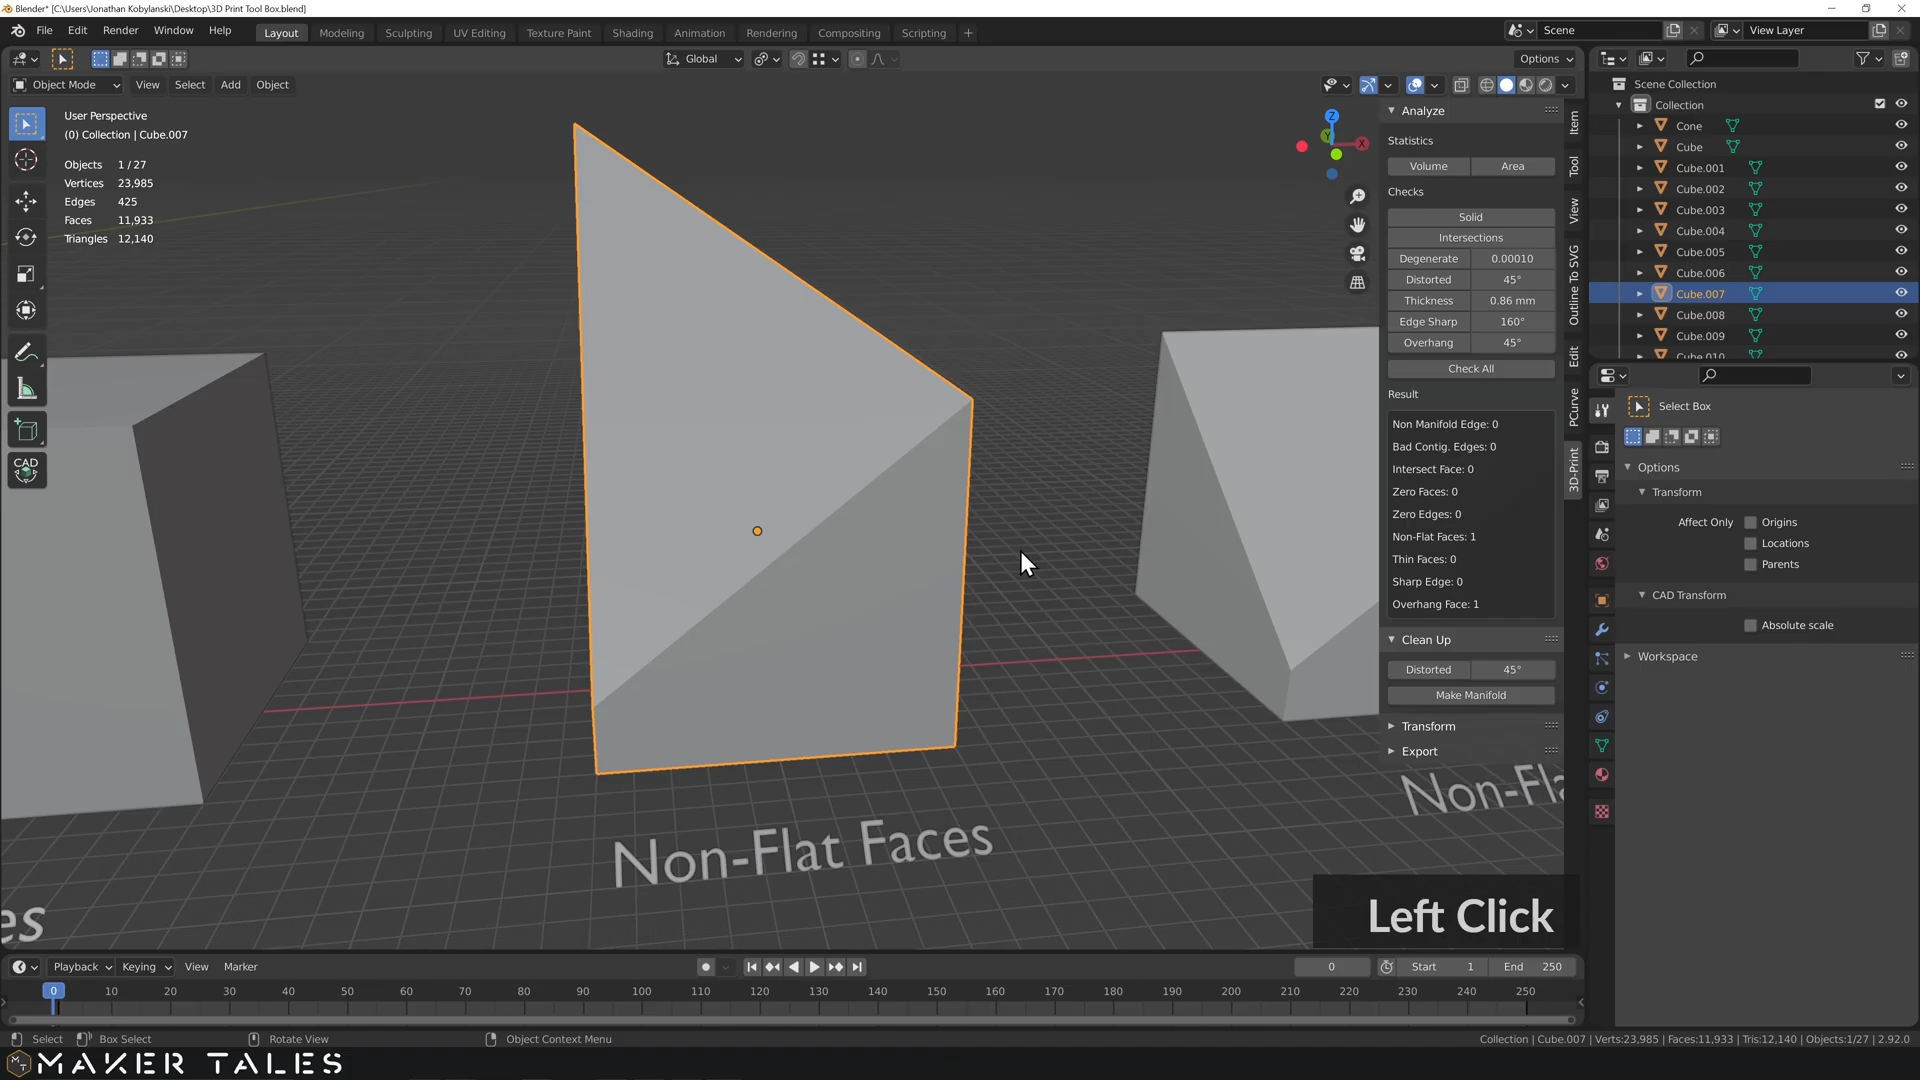 Blender* [C:\Users\Jonathan Kobylanski\Desktop\3D Print Tool Box.blend]
File Edit Render Window Help
Layout Modeling Sculpting UV Editing Texture Paint Shading Animation Rendering Compositing Scripting
Scene
View Layer
Global
Options
Object Mode View Select Add Object
User Perspective
(0) Collection | Cube.007
Objects 1 / 27
Vertices 23,985
Edges 425
Faces 11,933
Triangles 12,140
CAD
Z
Y
X
Analyze
Statistics
Volume Area
Checks
Solid
Intersections
Degenerate 0.00010
Distorted 45°
Thickness 0.86 mm
Edge Sharp 160°
Overhang 45°
Check All
Result
Non Manifold Edge: 0
Bad Contig. Edges: 0
Intersect Face: 0
Zero Faces: 0
Zero Edges: 0
Non-Flat Faces: 1
Thin Faces: 0
Sharp Edge: 0
Overhang Face: 1
Clean Up
Distorted 45°
Make Manifold
Transform
Export
Item
Tool
View
Outline To SVG
Edit
PCurve
3D-Print
Scene Collection
Collection
Cone
Cube
Cube.001
Cube.002
Cube.003
Cube.004
Cube.005
Cube.006
Cube.007
Cube.008
Cube.009
Cube.010
Select Box
Options
Transform
Affect Only Origins
Locations
Parents
CAD Transform
Absolute scale
Workspace
es
Non-Flat Faces
Non-Fla
Left Click
Playback Keying View Marker
0 Start 1 End 250
0 10 20 30 40 50 60 70 80 90 100 110 120 130 140 150 160 170 180 190 200 210 220 230 240 250
Select Box Select Rotate View Object Context Menu
Collection | Cube.007 | Verts:23,985 | Faces:11,933 | Tris:12,140 | Objects:1/27 | 2.92.0
MAKER TALES